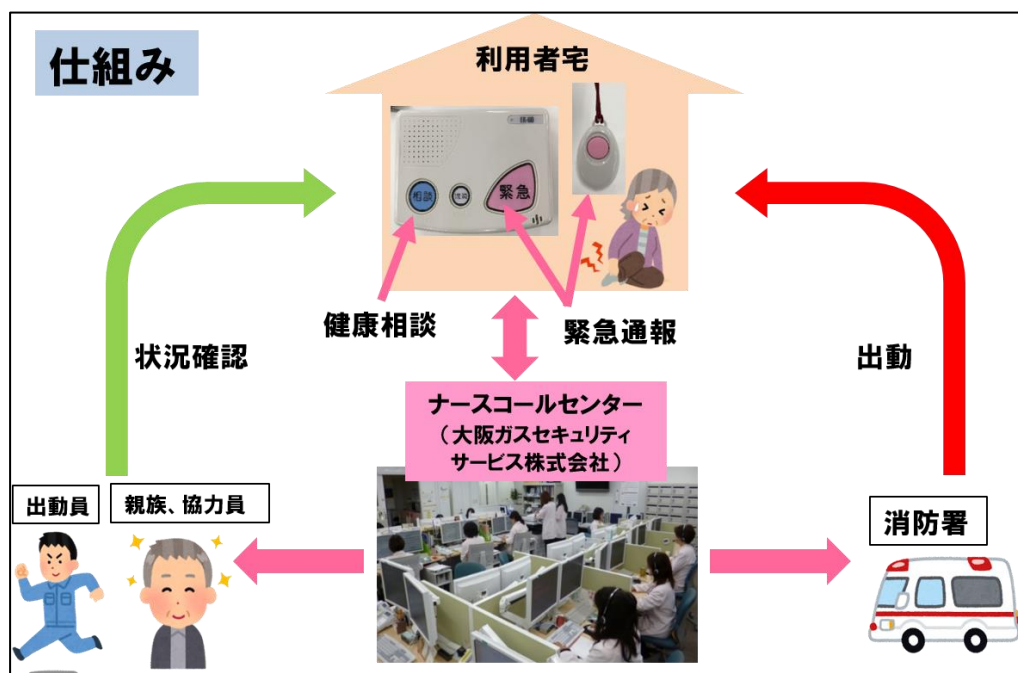 仕組み
利用者宅
相談
緊急
健康相談
緊急通報
状況確認
出動
ナースコールセンター
（大阪ガスセキュリティ
サービス株式会社）
出動員
親族、協力員
消防署